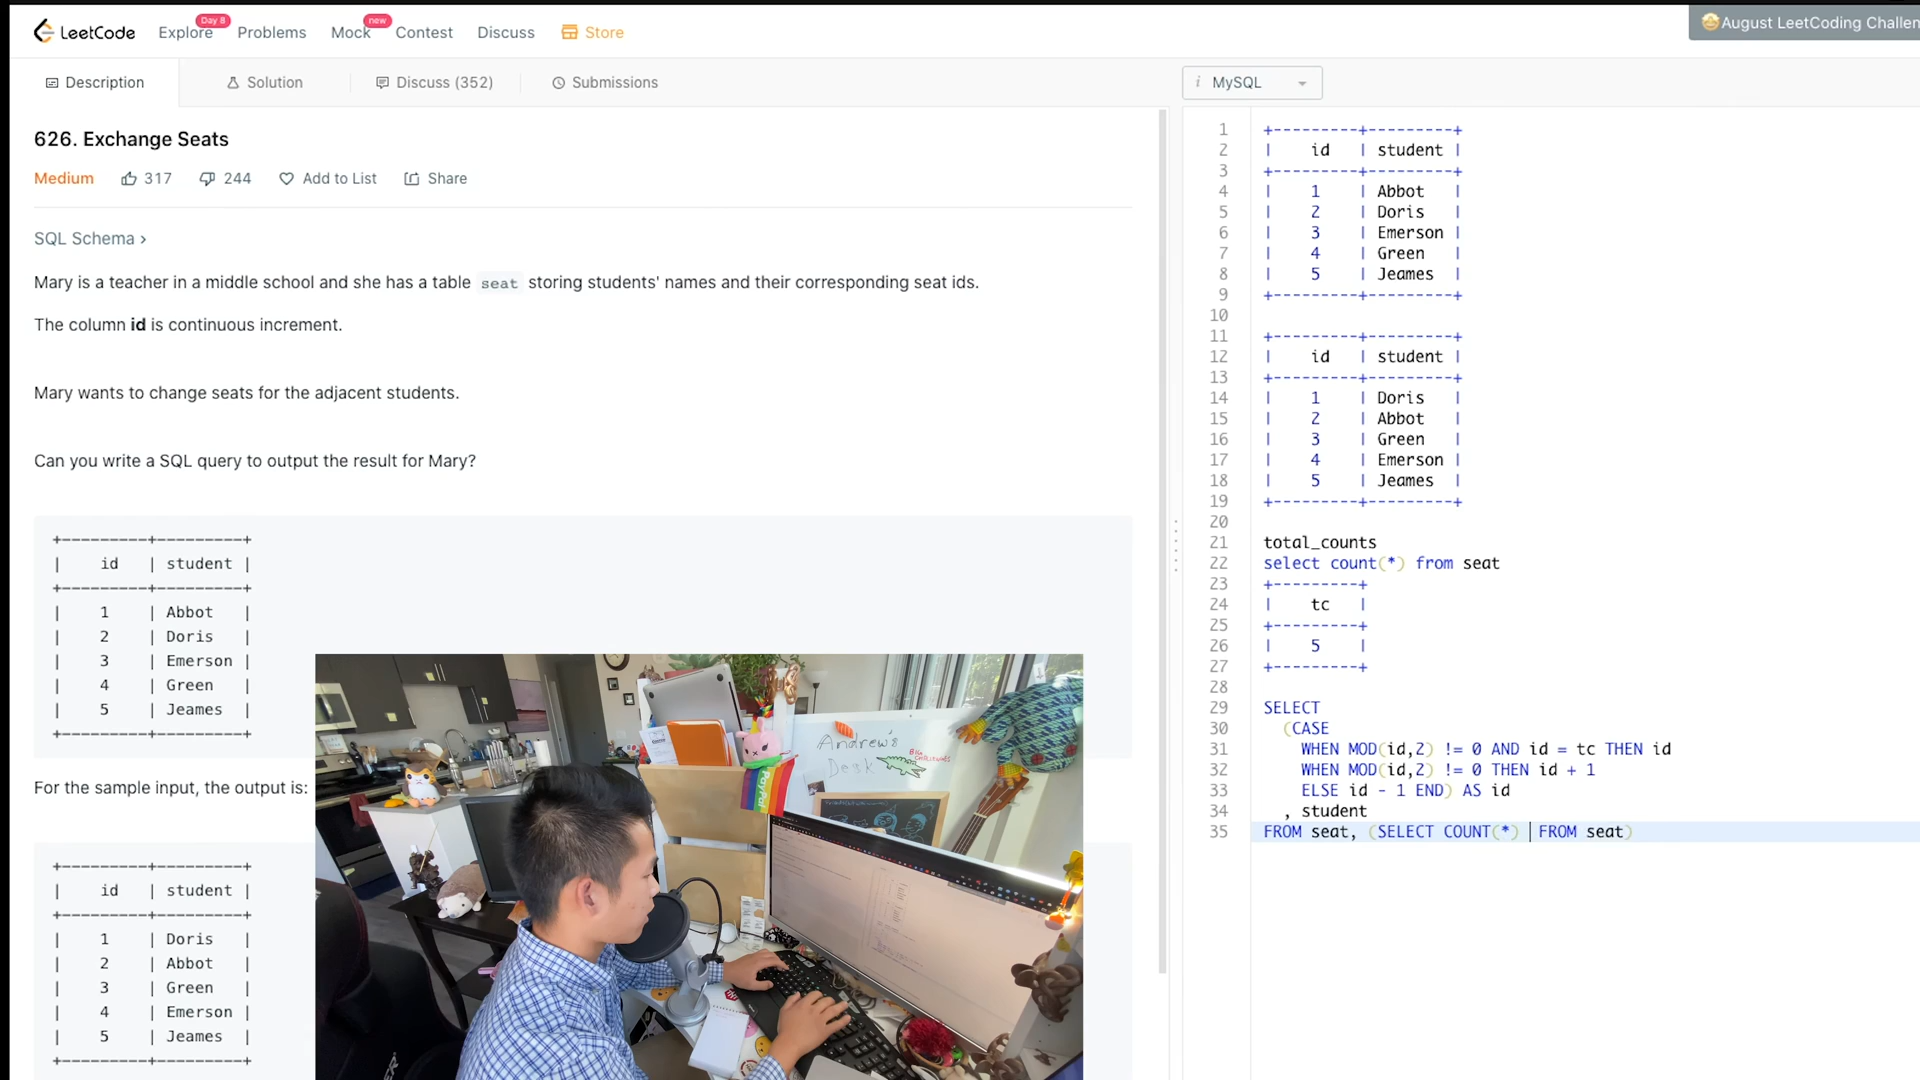 LeetCode
Explore
Day 8
Problems
Mock
new
Contest
Discuss
Store
August LeetCoding Challen
Description
Solution
Discuss (352)
Submissions
i MySQL
626. Exchange Seats
Medium
317
244
Add to List
Share
SQL Schema ›
Mary is a teacher in a middle school and she has a table seat storing students' names and their corresponding seat ids.
The column id is continuous increment.
Mary wants to change seats for the adjacent students.
Can you write a SQL query to output the result for Mary?
+---------+---------+
|    id   | student |
+---------+---------+
|    1    | Abbot   |
|    2    | Doris   |
|    3    | Emerson |
|    4    | Green   |
|    5    | Jeames  |
+---------+---------+
For the sample input, the output is:
+---------+---------+
|    id   | student |
+---------+---------+
|    1    | Doris   |
|    2    | Abbot   |
|    3    | Green   |
|    4    | Emerson |
|    5    | Jeames  |
+---------+---------+
Andrew's
Desk
PayPal
1 +---------+---------+
2 |    id   | student |
3 +---------+---------+
4 |    1    | Abbot   |
5 |    2    | Doris   |
6 |    3    | Emerson |
7 |    4    | Green   |
8 |    5    | Jeames  |
9 +---------+---------+
10
11 +---------+---------+
12 |    id   | student |
13 +---------+---------+
14 |    1    | Doris   |
15 |    2    | Abbot   |
16 |    3    | Green   |
17 |    4    | Emerson |
18 |    5    | Jeames  |
19 +---------+---------+
20
21 total_counts
22 select count(*) from seat
23 +---------+
24 |    tc   |
25 +---------+
26 |    5    |
27 +---------+
28
29 SELECT
30   (CASE
31     WHEN MOD(id,2) != 0 AND id = tc THEN id
32     WHEN MOD(id,2) != 0 THEN id + 1
33     ELSE id - 1 END) AS id
34   , student
35 FROM seat, (SELECT COUNT(*) FROM seat)